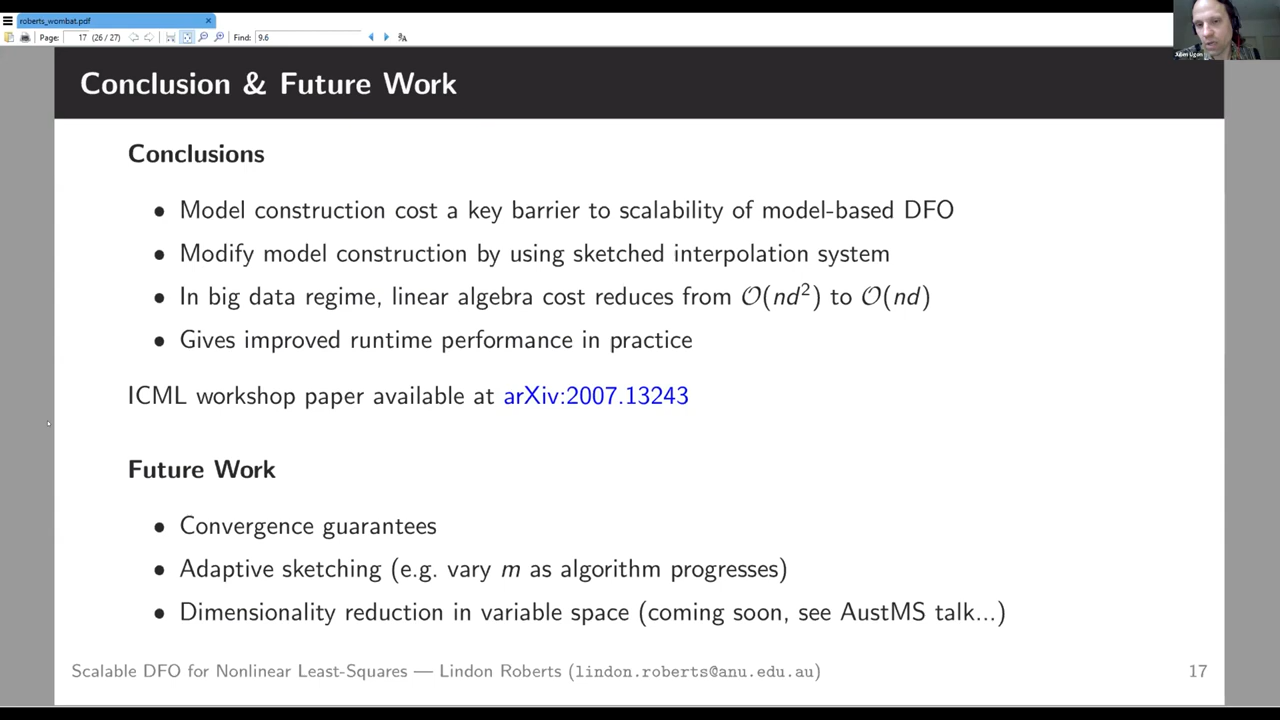 roberts_wombat.pdf
Page: 17 (26 / 27) Find: 9.6
Conclusion & Future Work
Conclusions
• Model construction cost a key barrier to scalability of model-based DFO
• Modify model construction by using sketched interpolation system
• In big data regime, linear algebra cost reduces from O(nd²) to O(nd)
• Gives improved runtime performance in practice
ICML workshop paper available at arXiv:2007.13243
Future Work
• Convergence guarantees
• Adaptive sketching (e.g. vary m as algorithm progresses)
• Dimensionality reduction in variable space (coming soon, see AustMS talk...)
Scalable DFO for Nonlinear Least-Squares — Lindon Roberts (lindon.roberts@anu.edu.au) 17